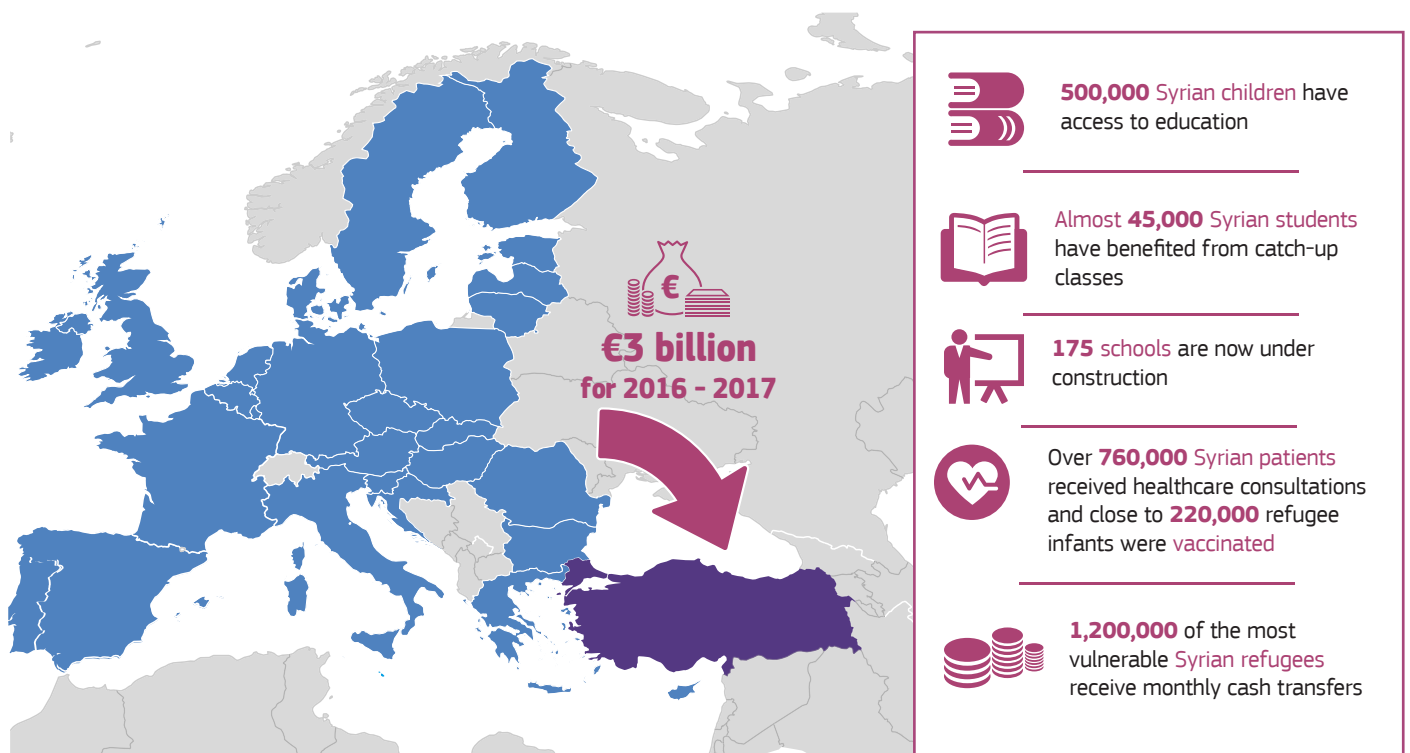 €
€3 billion
for 2016 - 2017
500,000 Syrian children have
access to education
Almost 45,000 Syrian students
have benefited from catch-up
classes
175 schools are now under
construction
Over 760,000 Syrian patients
received healthcare consultations
and close to 220,000 refugee
infants were vaccinated
1,200,000 of the most
vulnerable Syrian refugees
receive monthly cash transfers